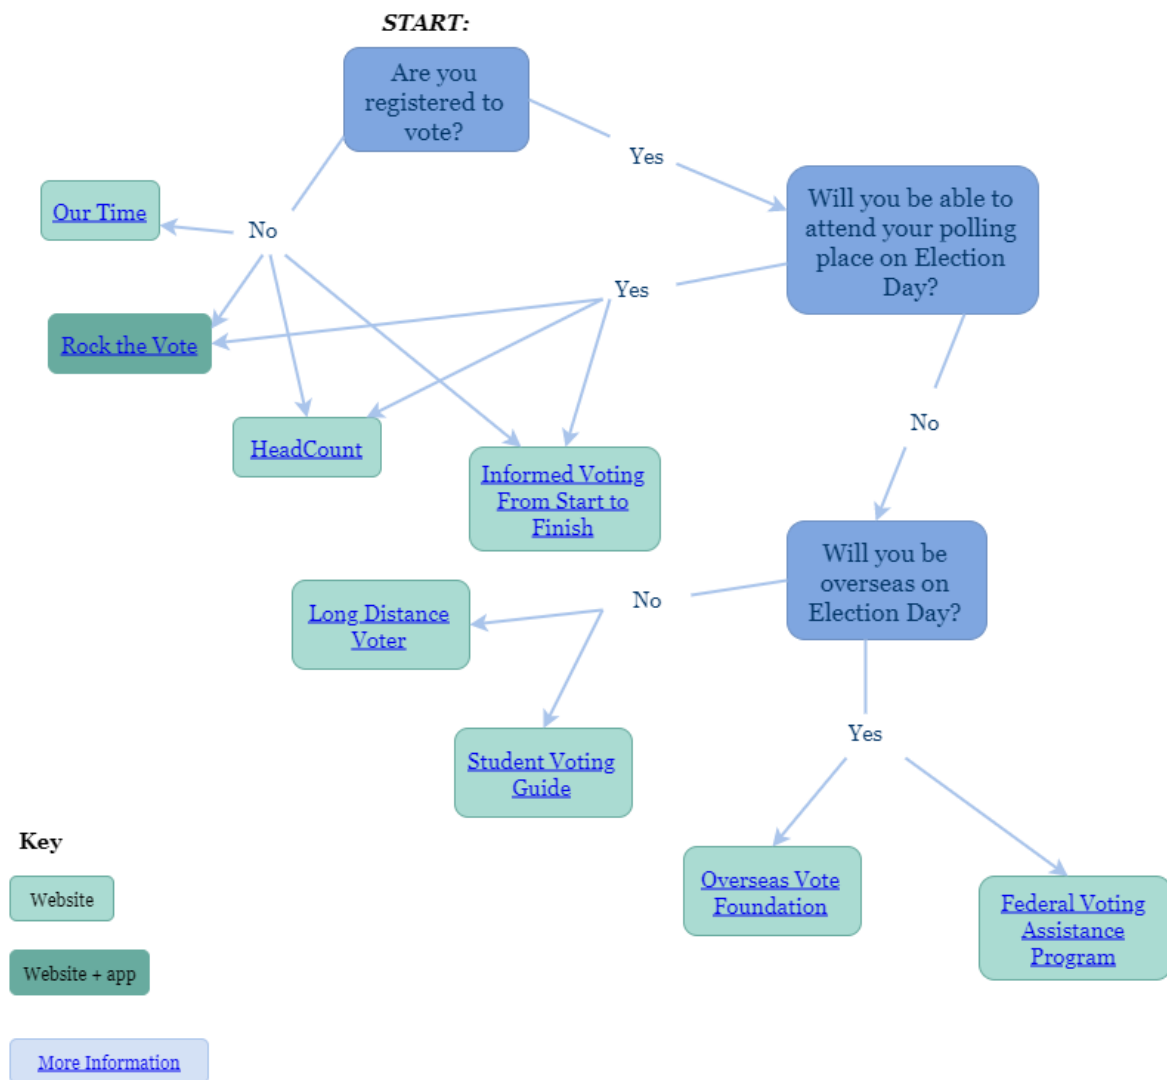 START:
Are you
registered to
vote?
Yes
Will you be able to
attend your polling
place on Election
Day?
No
Our Time
Yes
Rock the Vote
HeadCount
Informed Voting
From Start to
Finish
No
Will you be
overseas on
Election Day?
No
Long Distance
Voter
Student Voting
Guide
Yes
Overseas Vote
Foundation
Federal Voting
Assistance
Program
Key
Website
Website + app
More Information